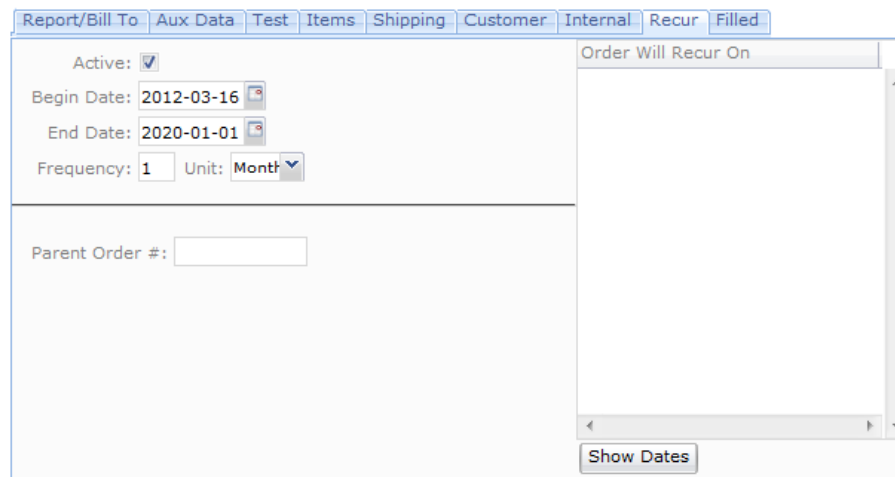 Report/Bill To Aux Data Test Items Shipping Customer Internal Recur Filled
Active:
Begin Date: 2012-03-16
End Date: 2020-01-01
Frequency: 1 Unit: Month
Parent Order #:
Order Will Recur On
Show Dates